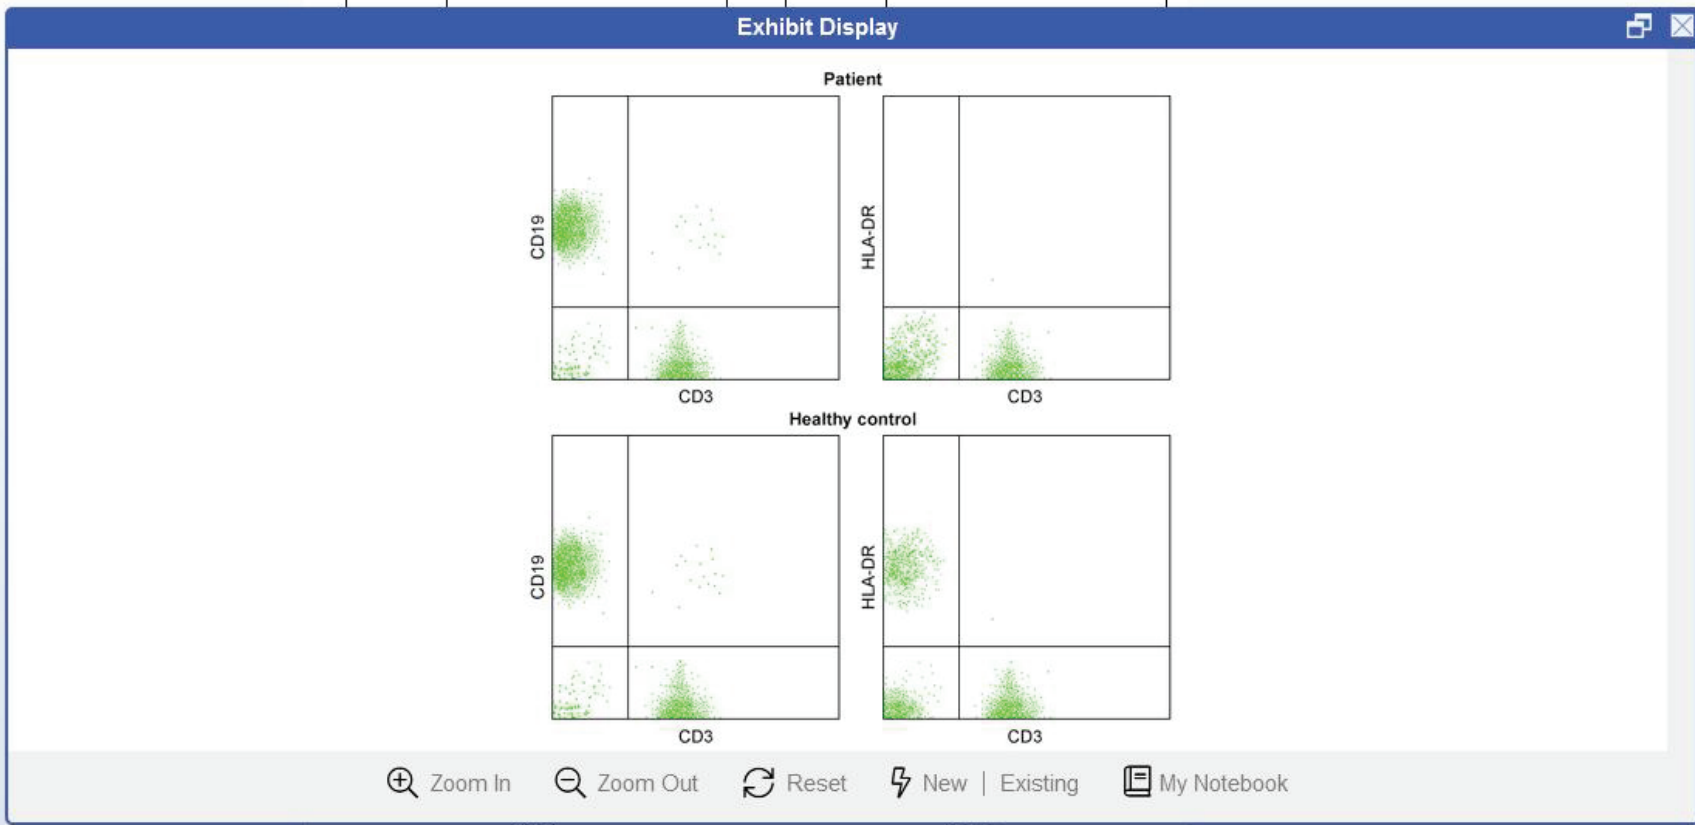 Exhibit Display
Patient
CD19
HLA-DR
CD3
CD3
Healthy control
CD19
HLA-DR
CD3
CD3
Zoom In
Zoom Out
Reset
New | Existing
My Notebook